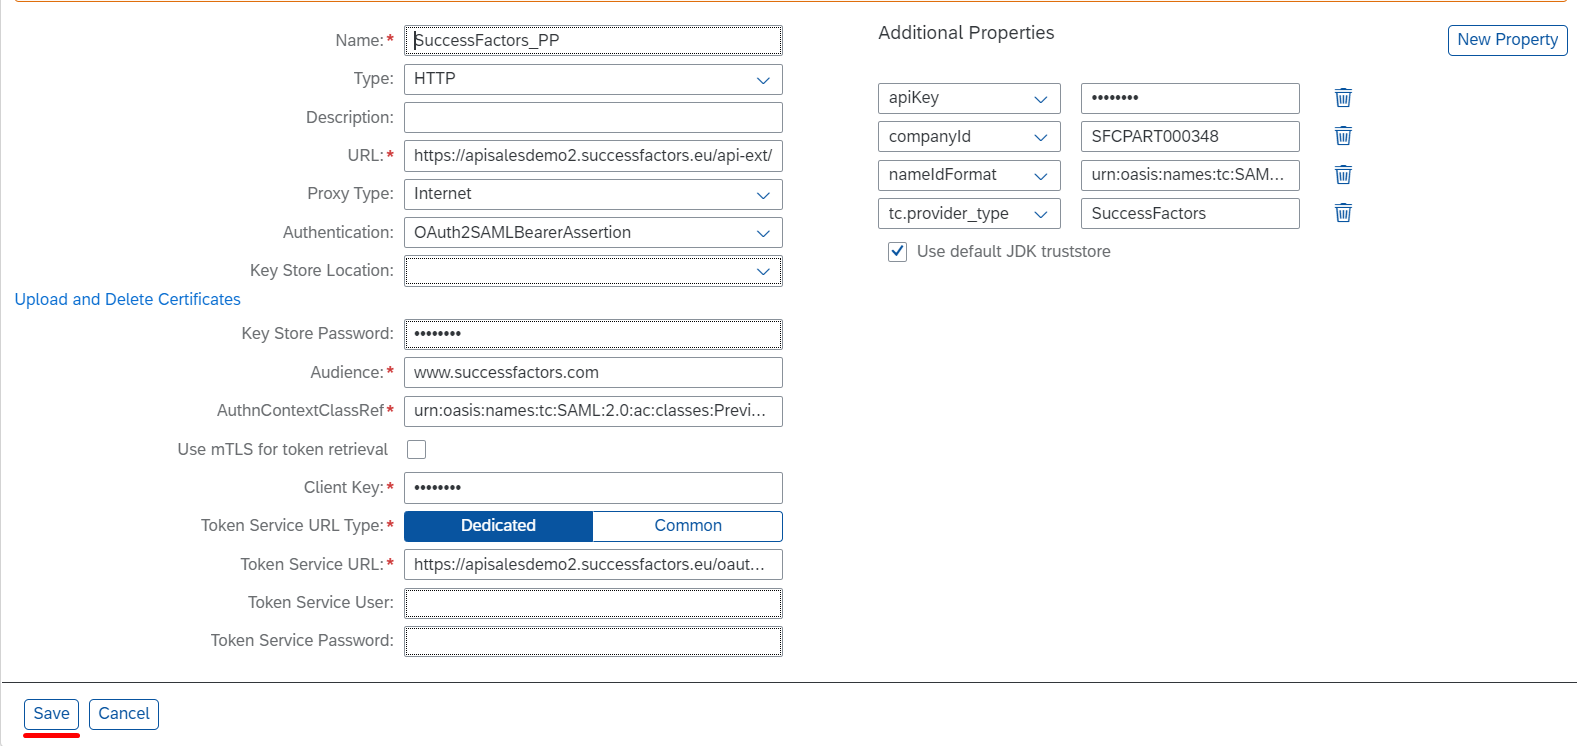 Name:* SuccessFactors_PP
Type: HTTP
Description:
URL:* https://apisalesdemo2.successfactors.eu/api-ext/
Proxy Type: Internet
Authentication: OAuth2SAMLBearerAssertion
Key Store Location:
Upload and Delete Certificates
Key Store Password: ••••••••
Audience:* www.successfactors.com
AuthnContextClassRef* urn:oasis:names:tc:SAML:2.0:ac:classes:Previ...
Use mTLS for token retrieval
Client Key:* ••••••••
Token Service URL Type:* Dedicated Common
Token Service URL:* https://apisalesdemo2.successfactors.eu/oaut...
Token Service User:
Token Service Password:
Additional Properties
New Property
apiKey ••••••••
companyId SFCPART000348
nameIdFormat urn:oasis:names:tc:SAM...
tc.provider_type SuccessFactors
Use default JDK truststore
Save Cancel